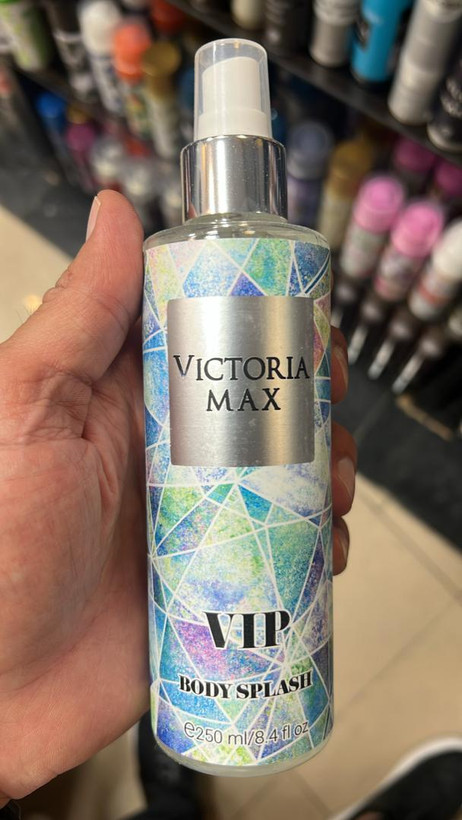 VICTORIA
MAX
VIP
BODY SPLASH
℮250 ml/8.4 fl oz